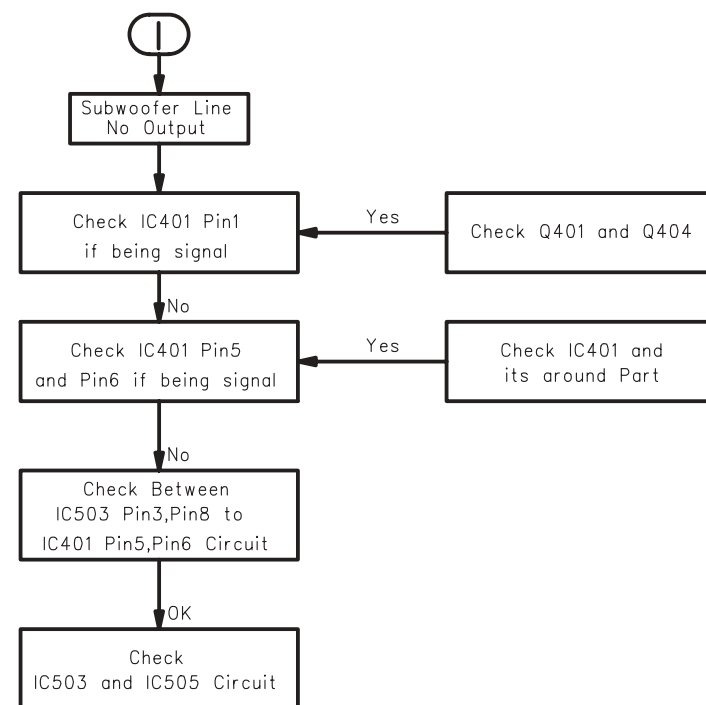 I
Subwoofer Line
No Output
Check IC401 Pin1
if being signal
Yes
Check Q401 and Q404
No
Check IC401 Pin5
and Pin6 if being signal
Yes
Check IC401 and
its around Part
No
Check Between
IC503 Pin3,Pin8 to
IC401 Pin5,Pin6 Circuit
OK
Check
IC503 and IC505 Circuit